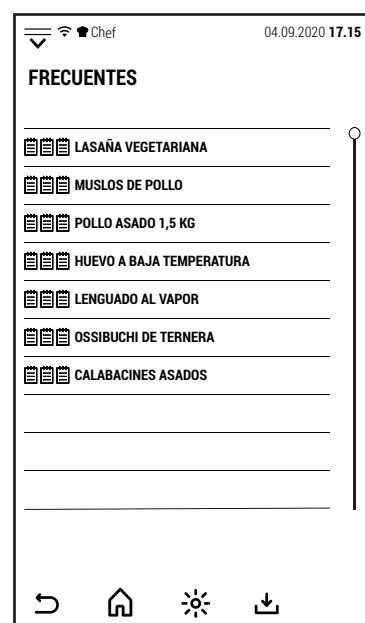 Chef 04.09.2020 17.15
FRECUENTES
LASAÑA VEGETARIANA
MUSLOS DE POLLO
POLLO ASADO 1,5 KG
HUEVO A BAJA TEMPERATURA
LENGUADO AL VAPOR
OSSIBUCHI DE TERNERA
CALABACINES ASADOS